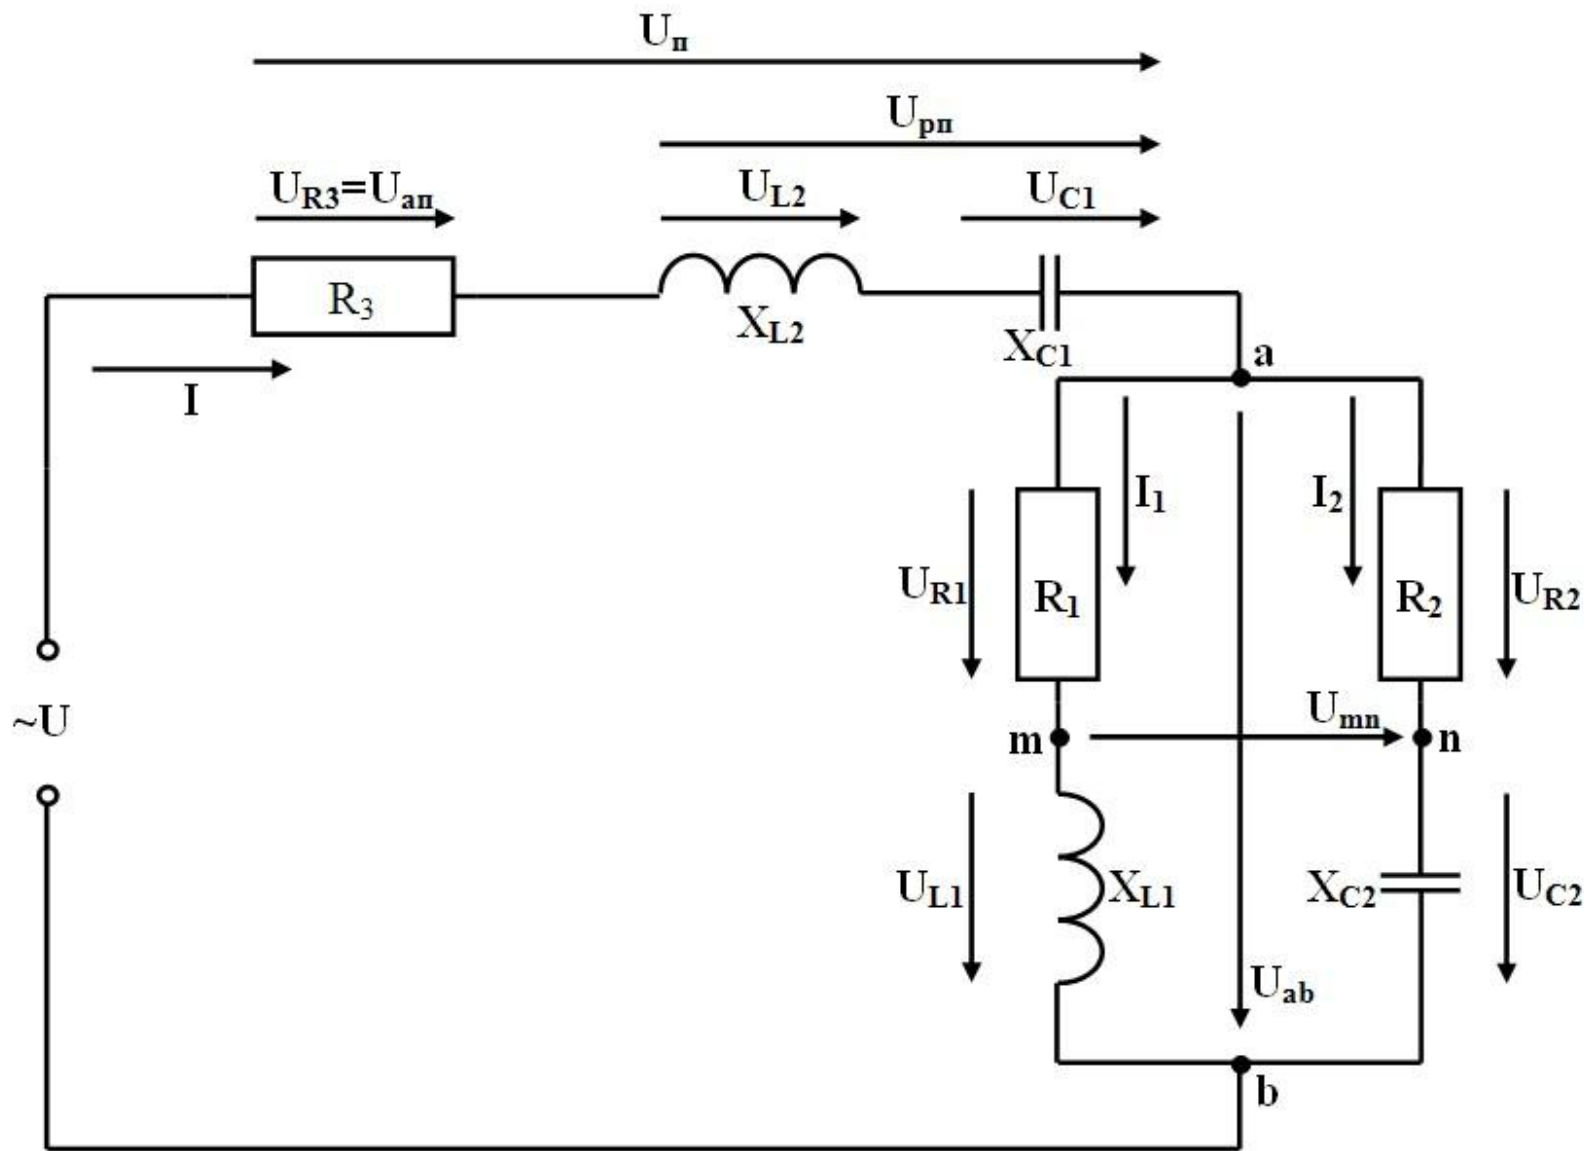 Uп
Uрп
UR3=Uап
UL2
UC1
R3
XL2
XC1
a
I
I1
I2
UR1
R1
R2
UR2
~U
Umn
m
n
UL1
XL1
XC2
UC2
Uab
b